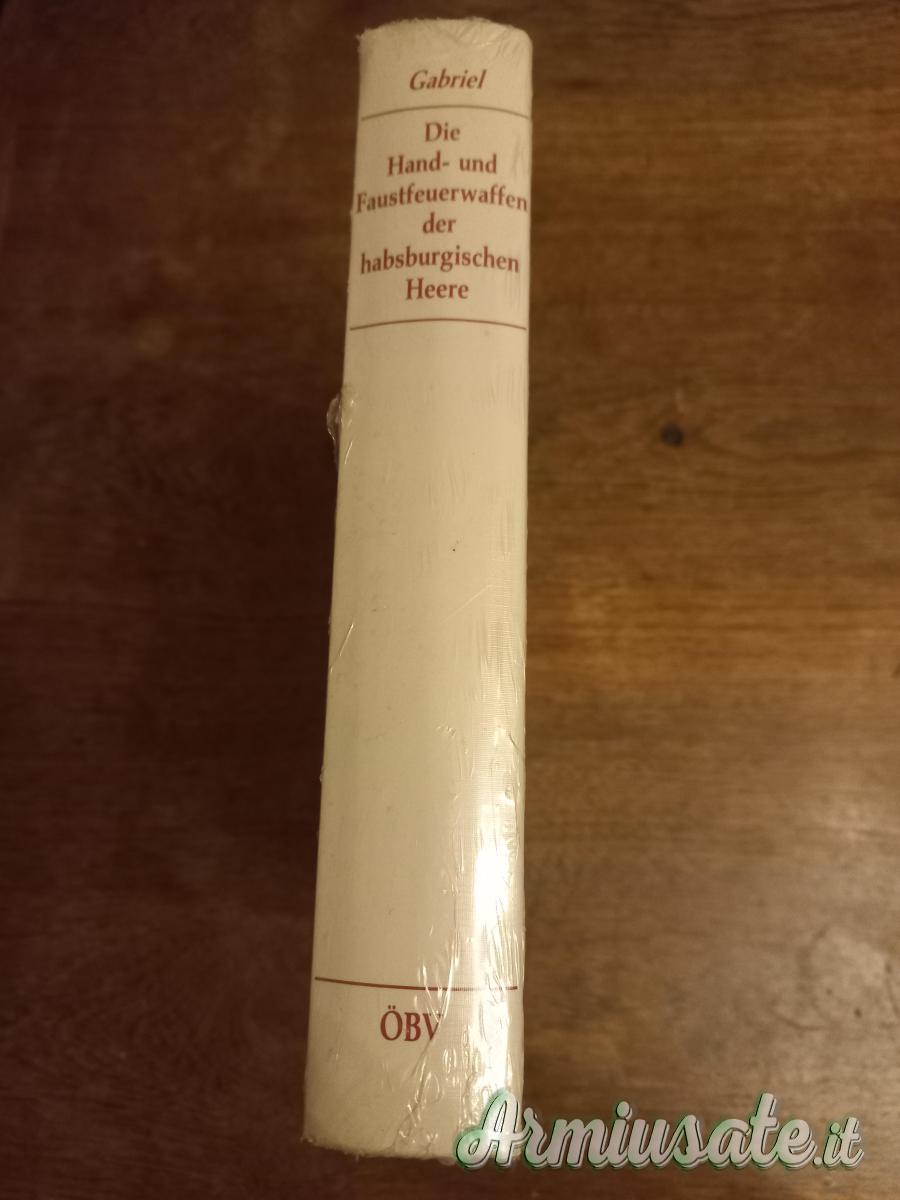 Gabriel
Die
Hand- und
Faustfeuerwaffen
der
habsburgischen
Heere
ÖBV
Armiusate.it